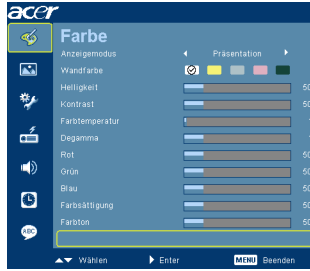 acer
Farbe
Anzeigemodus Präsentation
Wandfarbe
Helligkeit 50
Kontrast 50
Farbtemperatur
Degamma
Rot 50
Grün 50
Blau 50
Farbsättigung 50
Farbton 50
ABC
Wählen Enter MENU Beenden